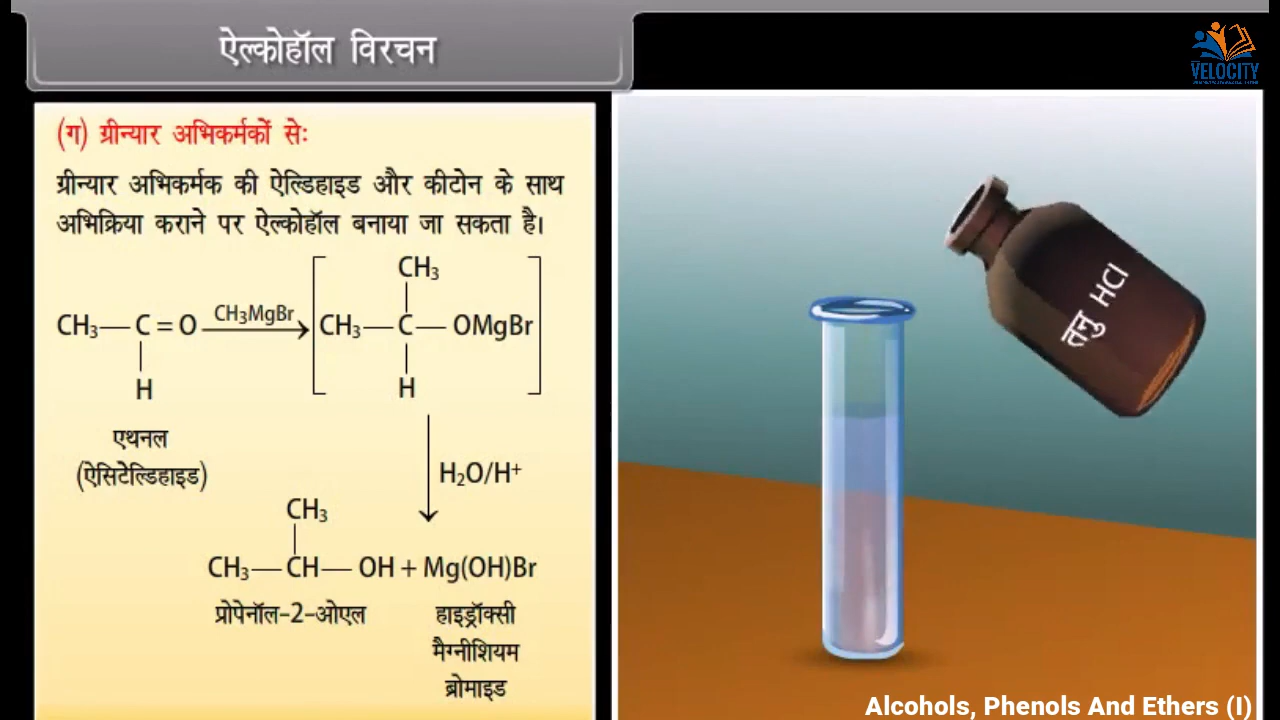 ऐल्कोहॉल विरचन
VELOCITY
(ग) ग्रीन्यार अभिकर्मकों सेः
ग्रीन्यार अभिकर्मक की ऐल्डिहाइड और कीटोन के साथ
अभिक्रिया कराने पर ऐल्कोहॉल बनाया जा सकता है।
CH₃
CH₃—C=O CH₃MgBr CH₃—C—OMgBr
H H
एथनल
(ऐसिटेल्डिहाइड)
H₂O/H⁺
CH₃
CH₃—CH—OH + Mg(OH)Br
प्रोपेनॉल-2-ओएल हाइड्रॉक्सी
मैग्नीशियम
ब्रोमाइड
तनु HCl
Alcohols, Phenols And Ethers (I)